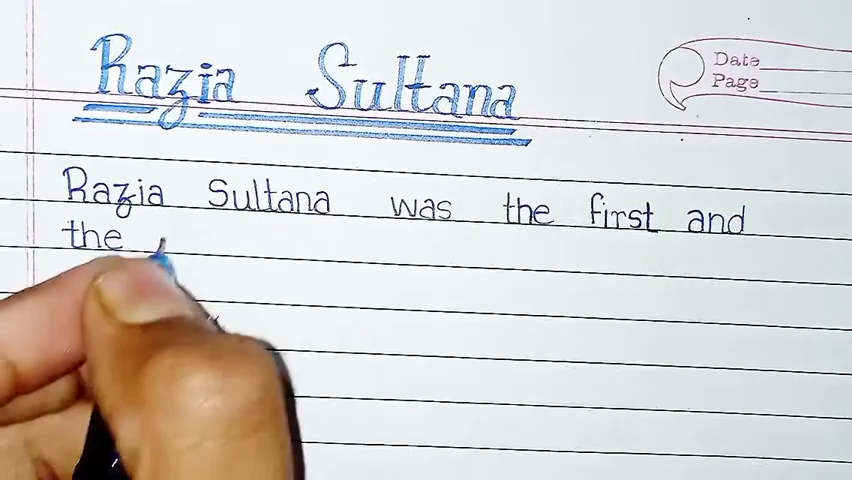 Razia Sultana
Date
Page
Razia Sultana was the first and
the